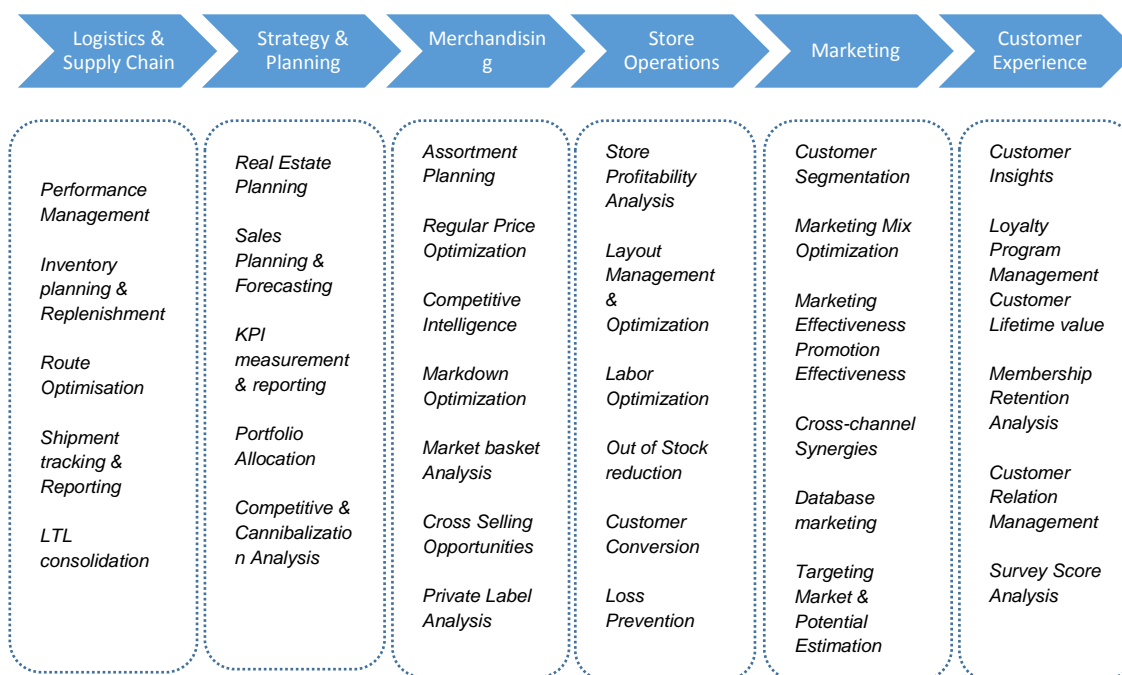 Logistics &
Supply Chain
Strategy &
Planning
Merchandisin
g
Store
Operations
Marketing
Customer
Experience
Performance
Management
Inventory
planning &
Replenishment
Route
Optimisation
Shipment
tracking &
Reporting
LTL
consolidation
Real Estate
Planning
Sales
Planning &
Forecasting
KPI
measurement
& reporting
Portfolio
Allocation
Competitive &
Cannibalizatio
n Analysis
Assortment
Planning
Regular Price
Optimization
Competitive
Intelligence
Markdown
Optimization
Market basket
Analysis
Cross Selling
Opportunities
Private Label
Analysis
Store
Profitability
Analysis
Layout
Management
&
Optimization
Labor
Optimization
Out of Stock
reduction
Customer
Conversion
Loss
Prevention
Customer
Segmentation
Marketing Mix
Optimization
Marketing
Effectiveness
Promotion
Effectiveness
Cross-channel
Synergies
Database
marketing
Targeting
Market &
Potential
Estimation
Customer
Insights
Loyalty
Program
Management
Customer
Lifetime value
Membership
Retention
Analysis
Customer
Relation
Management
Survey Score
Analysis